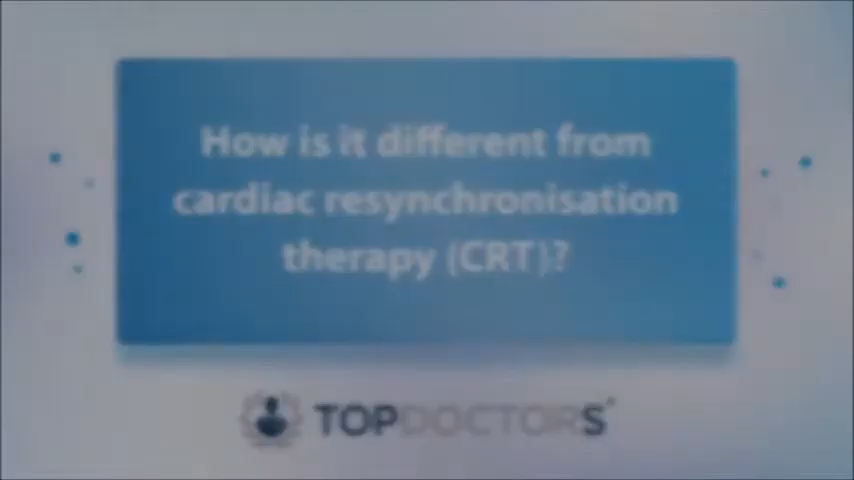 How is it different from
cardiac resynchronisation
therapy (CRT)?
TOPDOCTORS